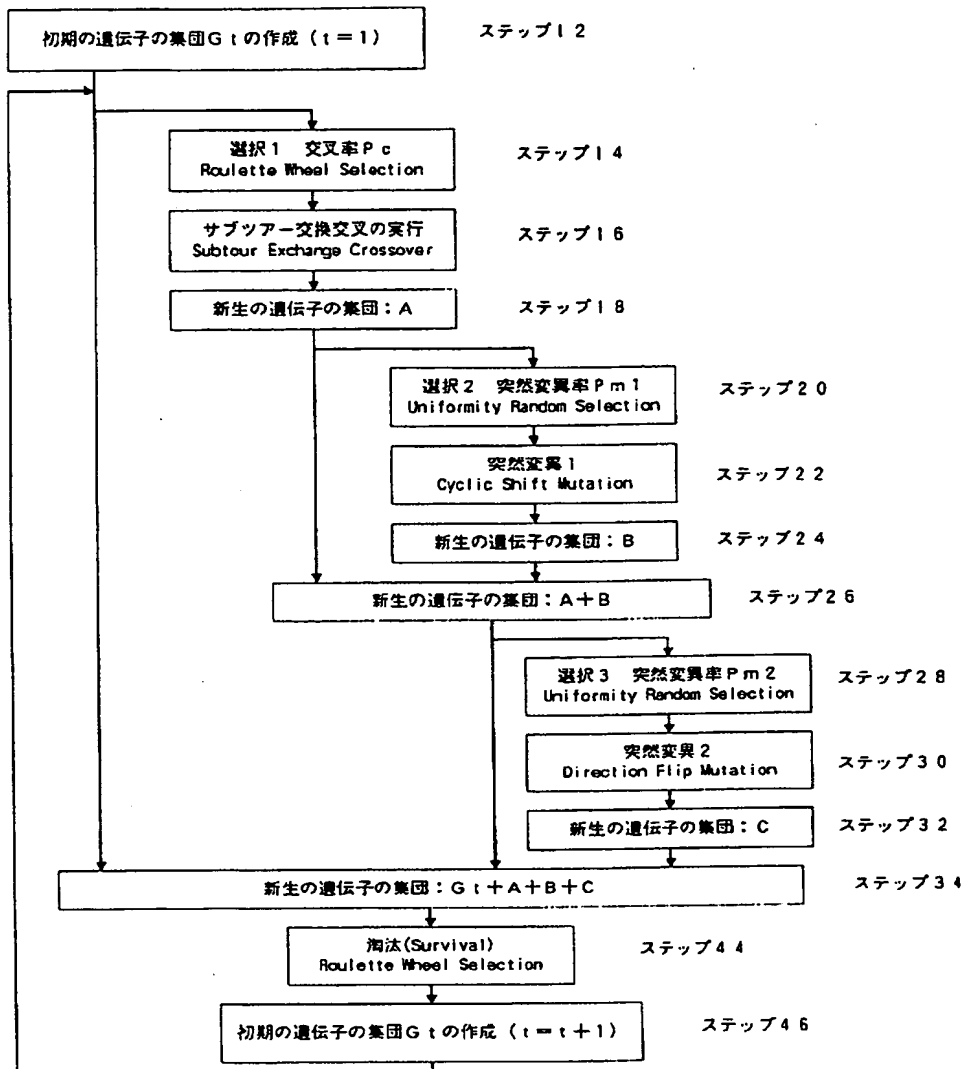 初期の遺伝子の集団Gtの作成(t=1)
ステップ12
選択1 交叉率Pc
Roulette Wheel Selection
ステップ14
サブツアー交換交叉の実行
Subtour Exchange Crossover
ステップ16
新生の遺伝子の集団:A
ステップ18
選択2 突然変異率Pm1
Uniformity Random Selection
ステップ20
突然変異1
Cyclic Shift Mutation
ステップ22
新生の遺伝子の集団:B
ステップ24
新生の遺伝子の集団:A+B
ステップ26
選択3 突然変異率Pm2
Uniformity Random Selection
ステップ28
突然変異2
Direction Flip Mutation
ステップ30
新生の遺伝子の集団:C
ステップ32
新生の遺伝子の集団:Gt+A+B+C
ステップ34
淘汰(Survival)
Roulette Wheel Selection
ステップ44
初期の遺伝子の集団Gtの作成(t=t+1)
ステップ46